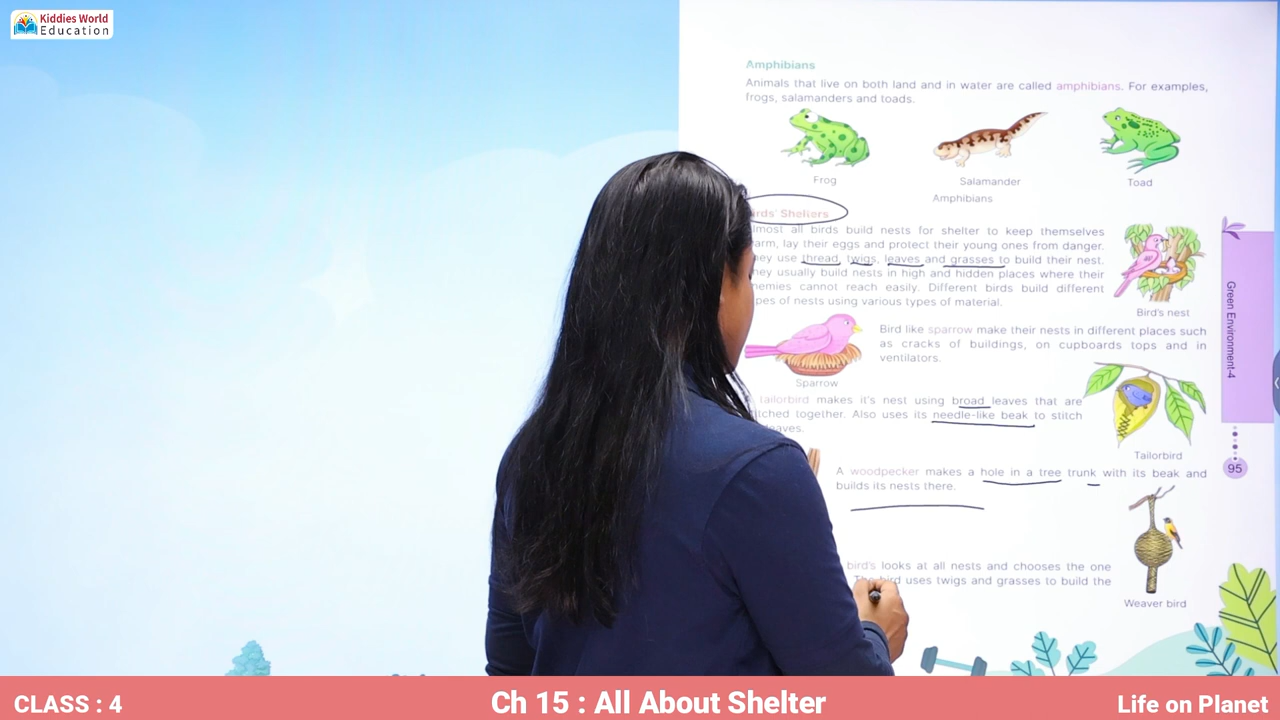 Kiddies World
Education
Amphibians
Animals that live on both land and in water are called amphibians. For examples,
frogs, salamanders and toads.
Frog
Salamander
Toad
Amphibians
Shelters
all birds build nests for shelter to keep themselves
lay their eggs and protect their young ones from danger.
use thread, twigs, leaves and grasses to build their nest.
usually build nests in high and hidden places where their
cannot reach easily. Different birds build different
of nests using various types of material.
Bird's nest
Bird like sparrow make their nests in different places such
as cracks of buildings, on cupboards tops and in
ventilators.
Sparrow
tailorbird makes it's nest using broad leaves that are
together. Also uses its needle-like beak to stitch
Tailorbird
A woodpecker makes a hole in a tree trunk with its beak and
builds its nests there.
bird's looks at all nests and chooses the one
bird uses twigs and grasses to build the
Weaver bird
Green Environment-4
95
CLASS : 4
Ch 15 : All About Shelter
Life on Planet